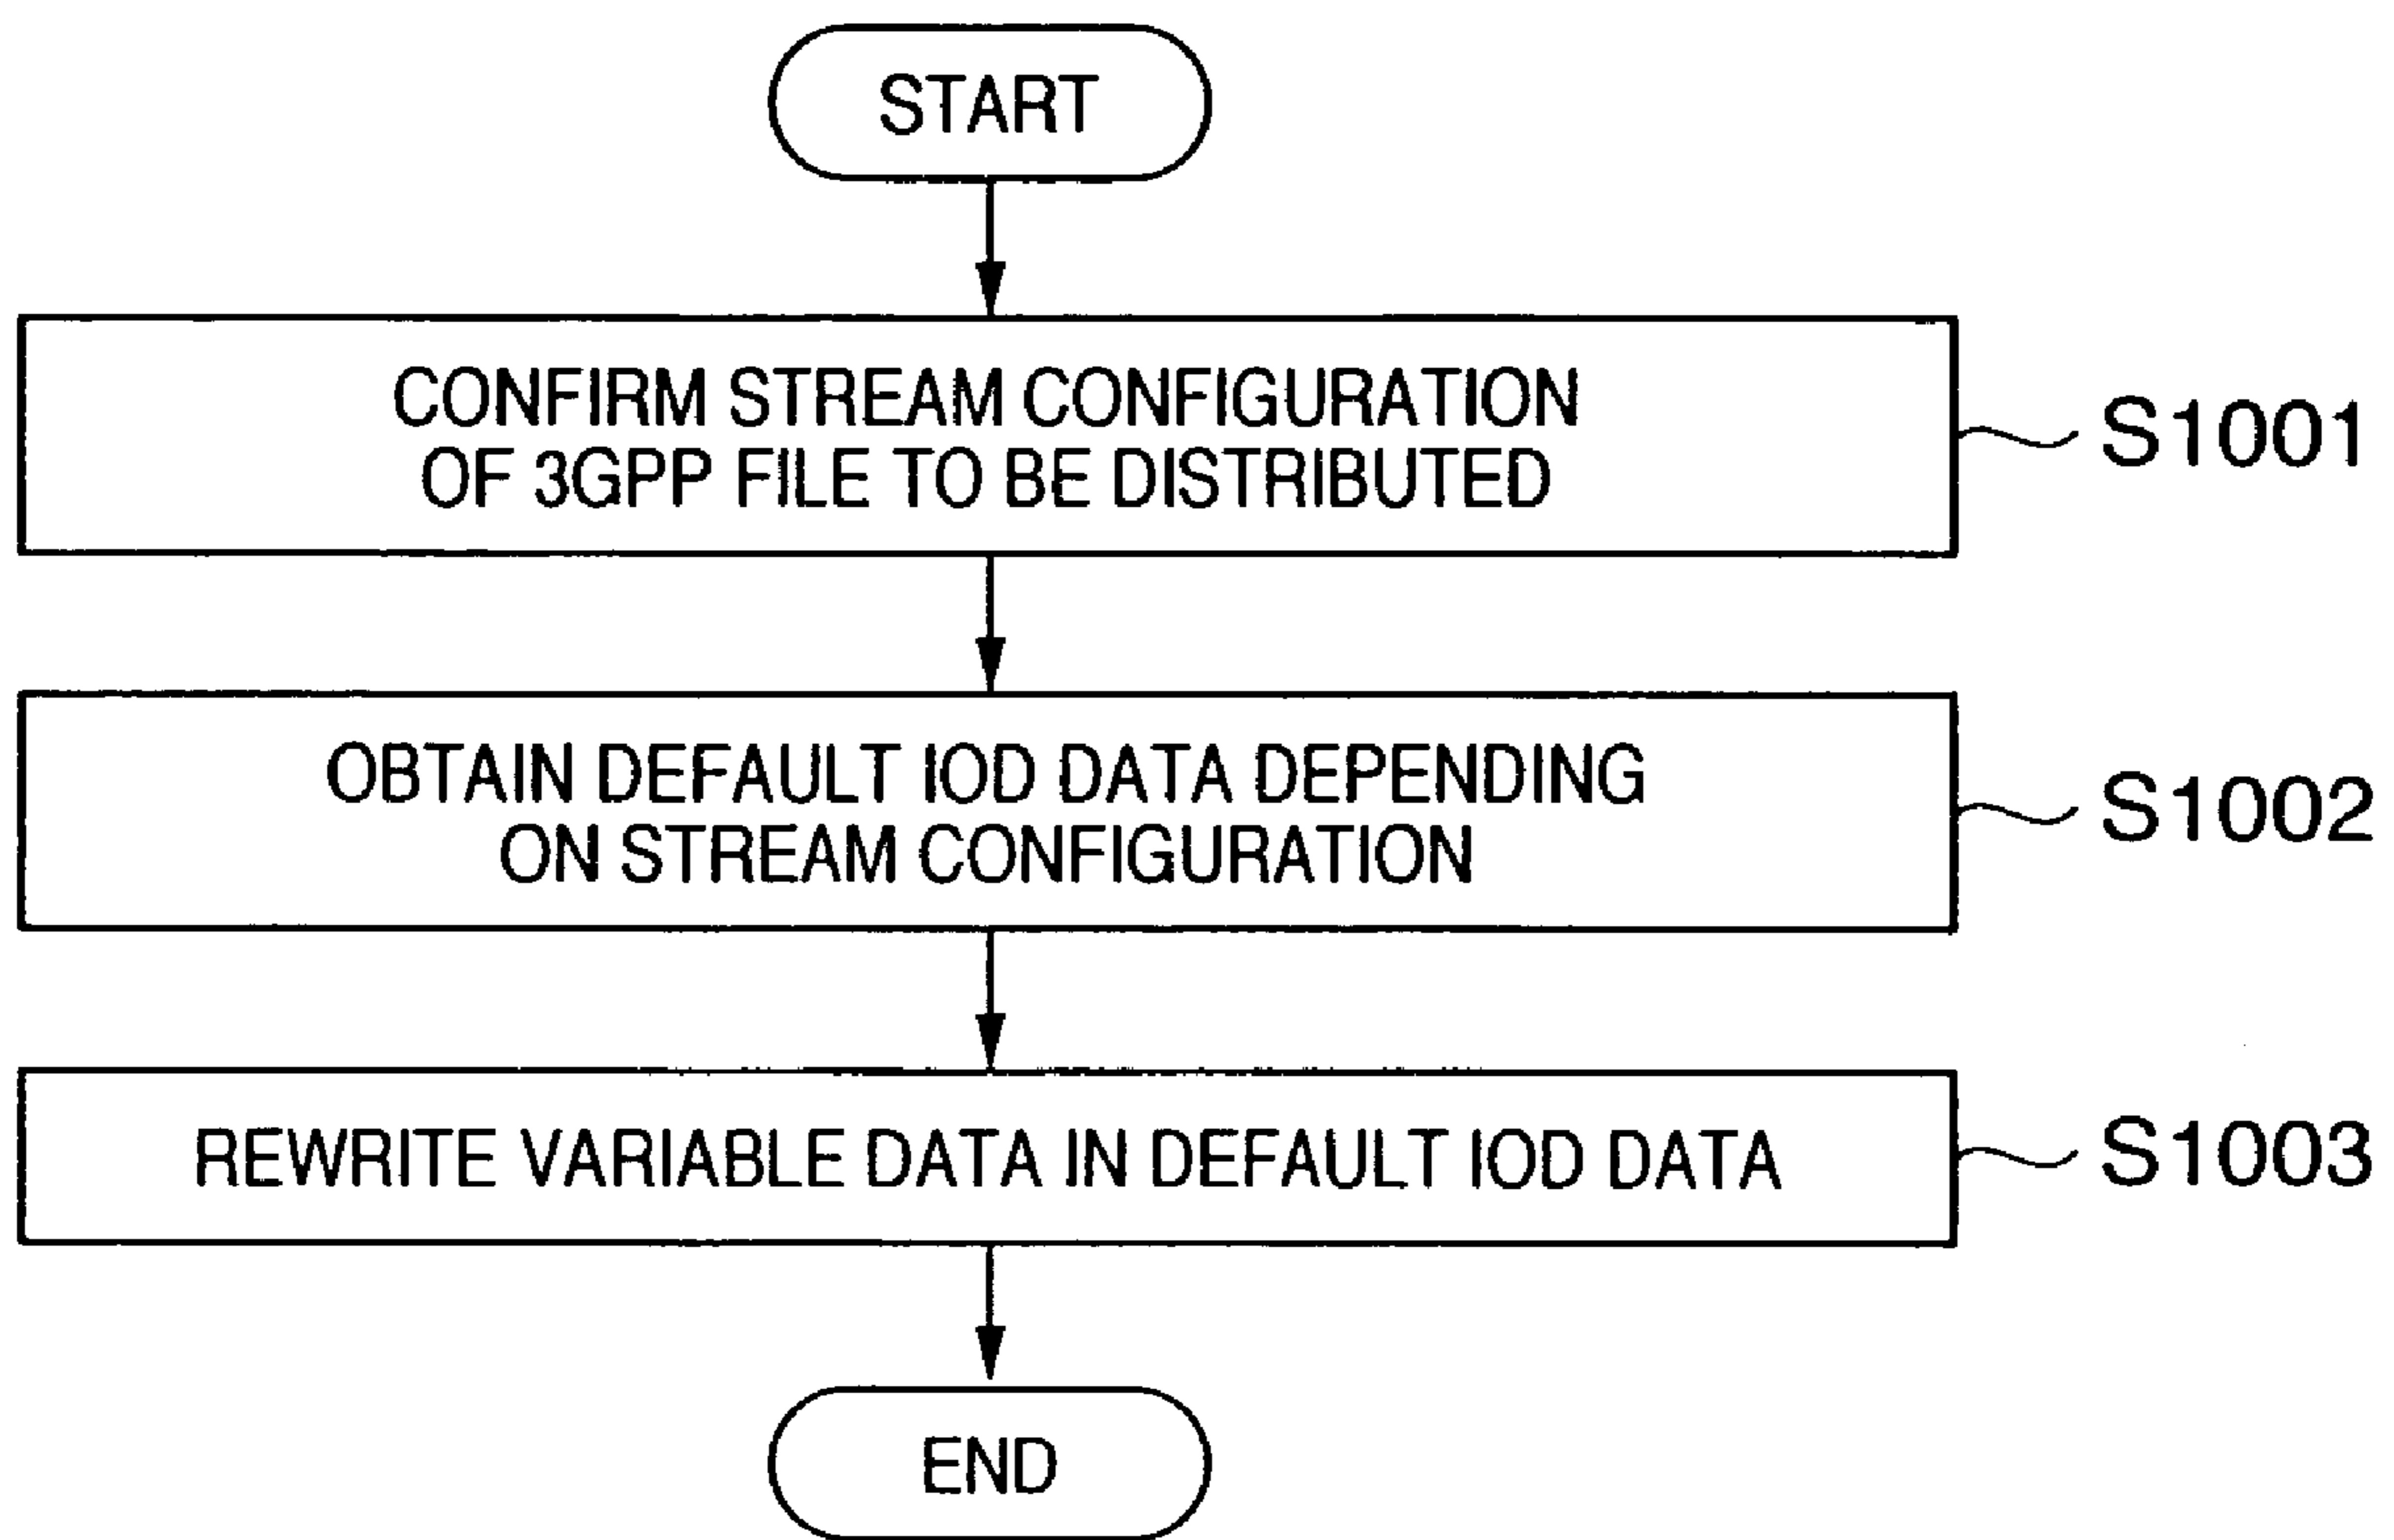 START
CONFIRM STREAM CONFIGURATION
OF 3GPP FILE TO BE DISTRIBUTED
S1001
OBTAIN DEFAULT IOD DATA DEPENDING
ON STREAM CONFIGURATION
S1002
REWRITE VARIABLE DATA IN DEFAULT IOD DATA
S1003
END